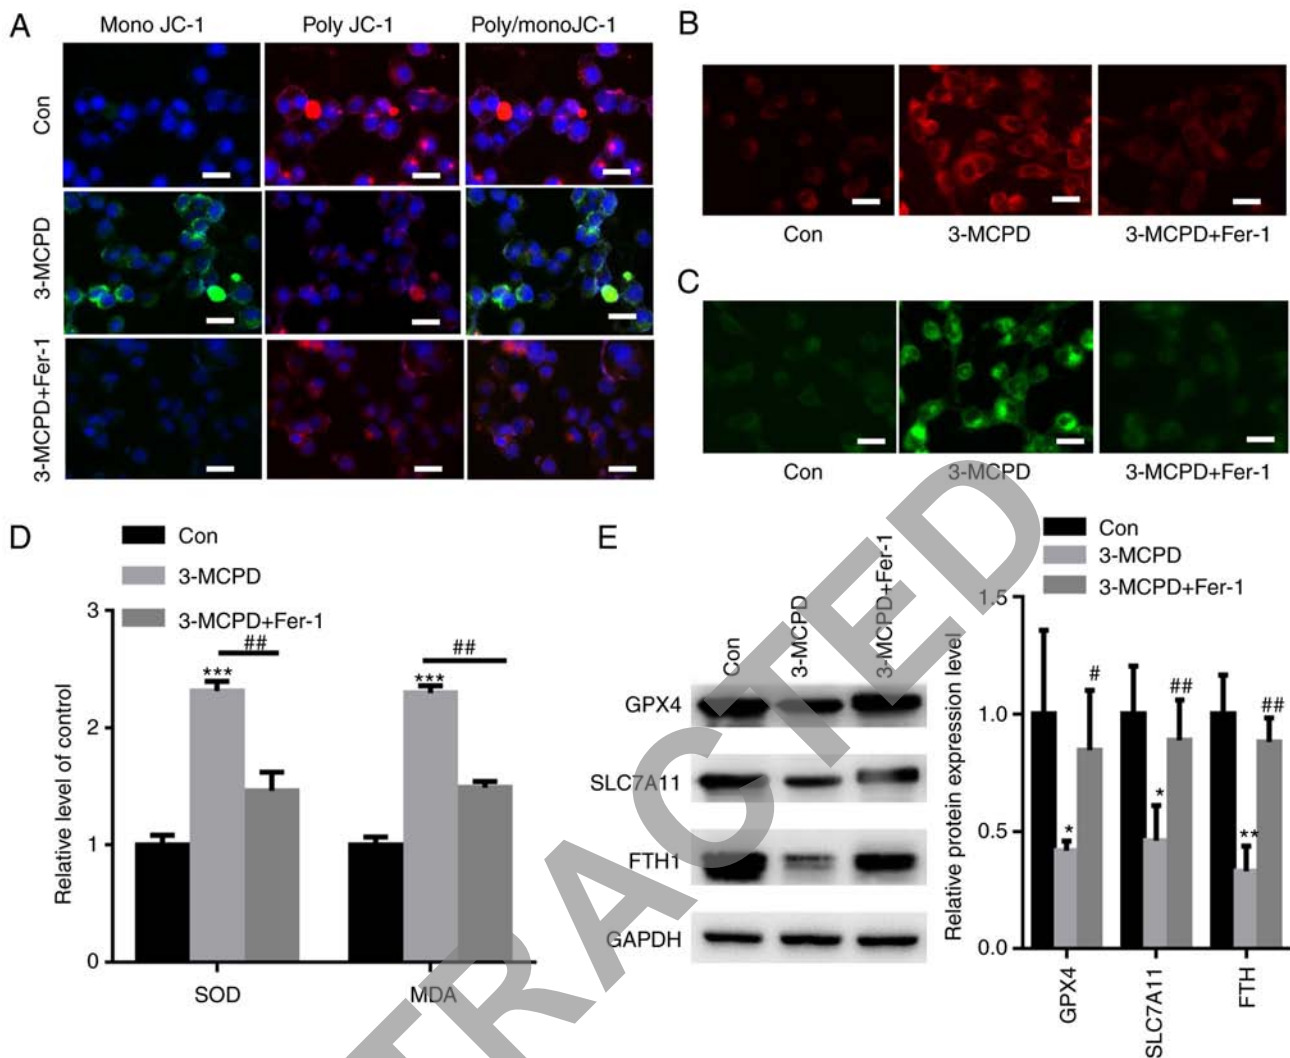 A
Mono JC-1 Poly JC-1 Poly/monoJC-1
Con
3-MCPD
3-MCPD+Fer-1
B
Con 3-MCPD 3-MCPD+Fer-1
C
Con 3-MCPD 3-MCPD+Fer-1
D
Con
3-MCPD
3-MCPD+Fer-1
Relative level of control
3
2
1
0
***
##
***
##
SOD MDA
E
Con 3-MCPD 3-MCPD+Fer-1
GPX4
SLC7A11
FTH1
GAPDH
Con
3-MCPD
3-MCPD+Fer-1
Relative protein expression level
1.5
1.0
0.5
0.0
*
#
*
##
**
##
GPX4 SLC7A11 FTH
TRACTED